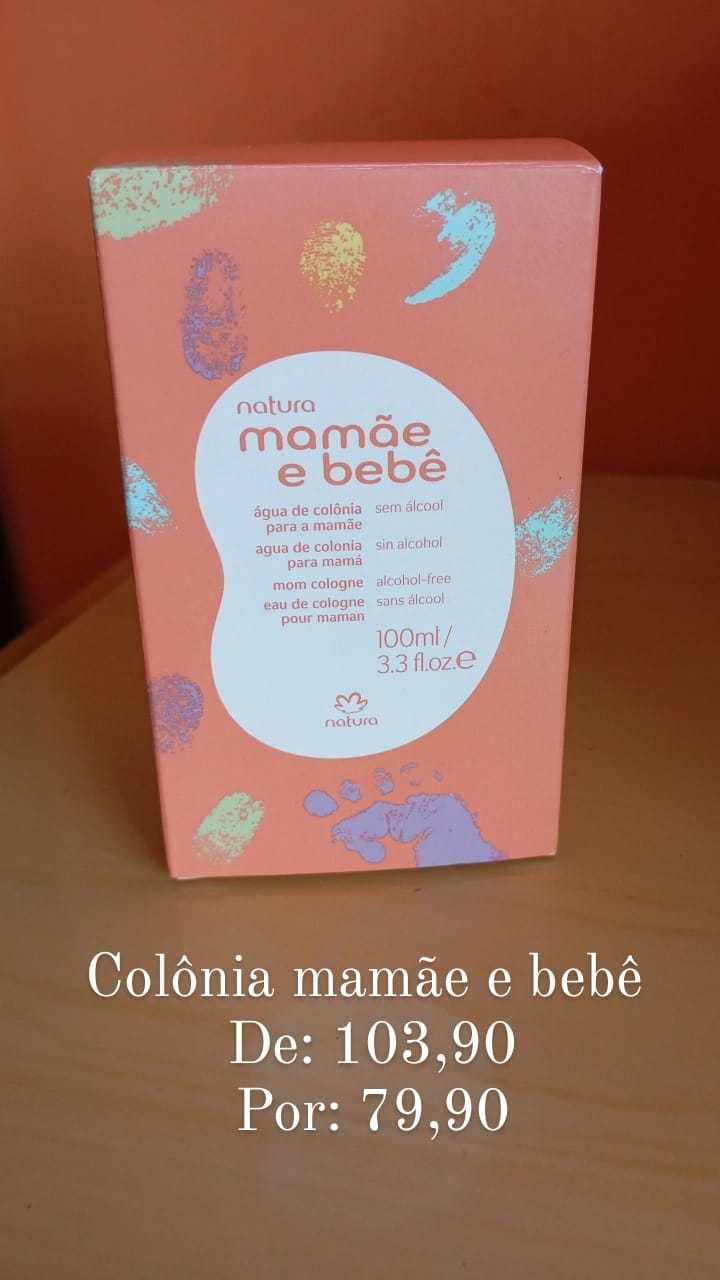 natura
mamãe
e bebê
água de colônia sem álcool
para a mamãe
agua de colonia sin alcohol
para mamá
mom cologne alcohol-free
eau de cologne sans álcool
pour maman
100ml /
3.3 fl.oz.e
natura
Colônia mamãe e bebê
De: 103,90
Por: 79,90